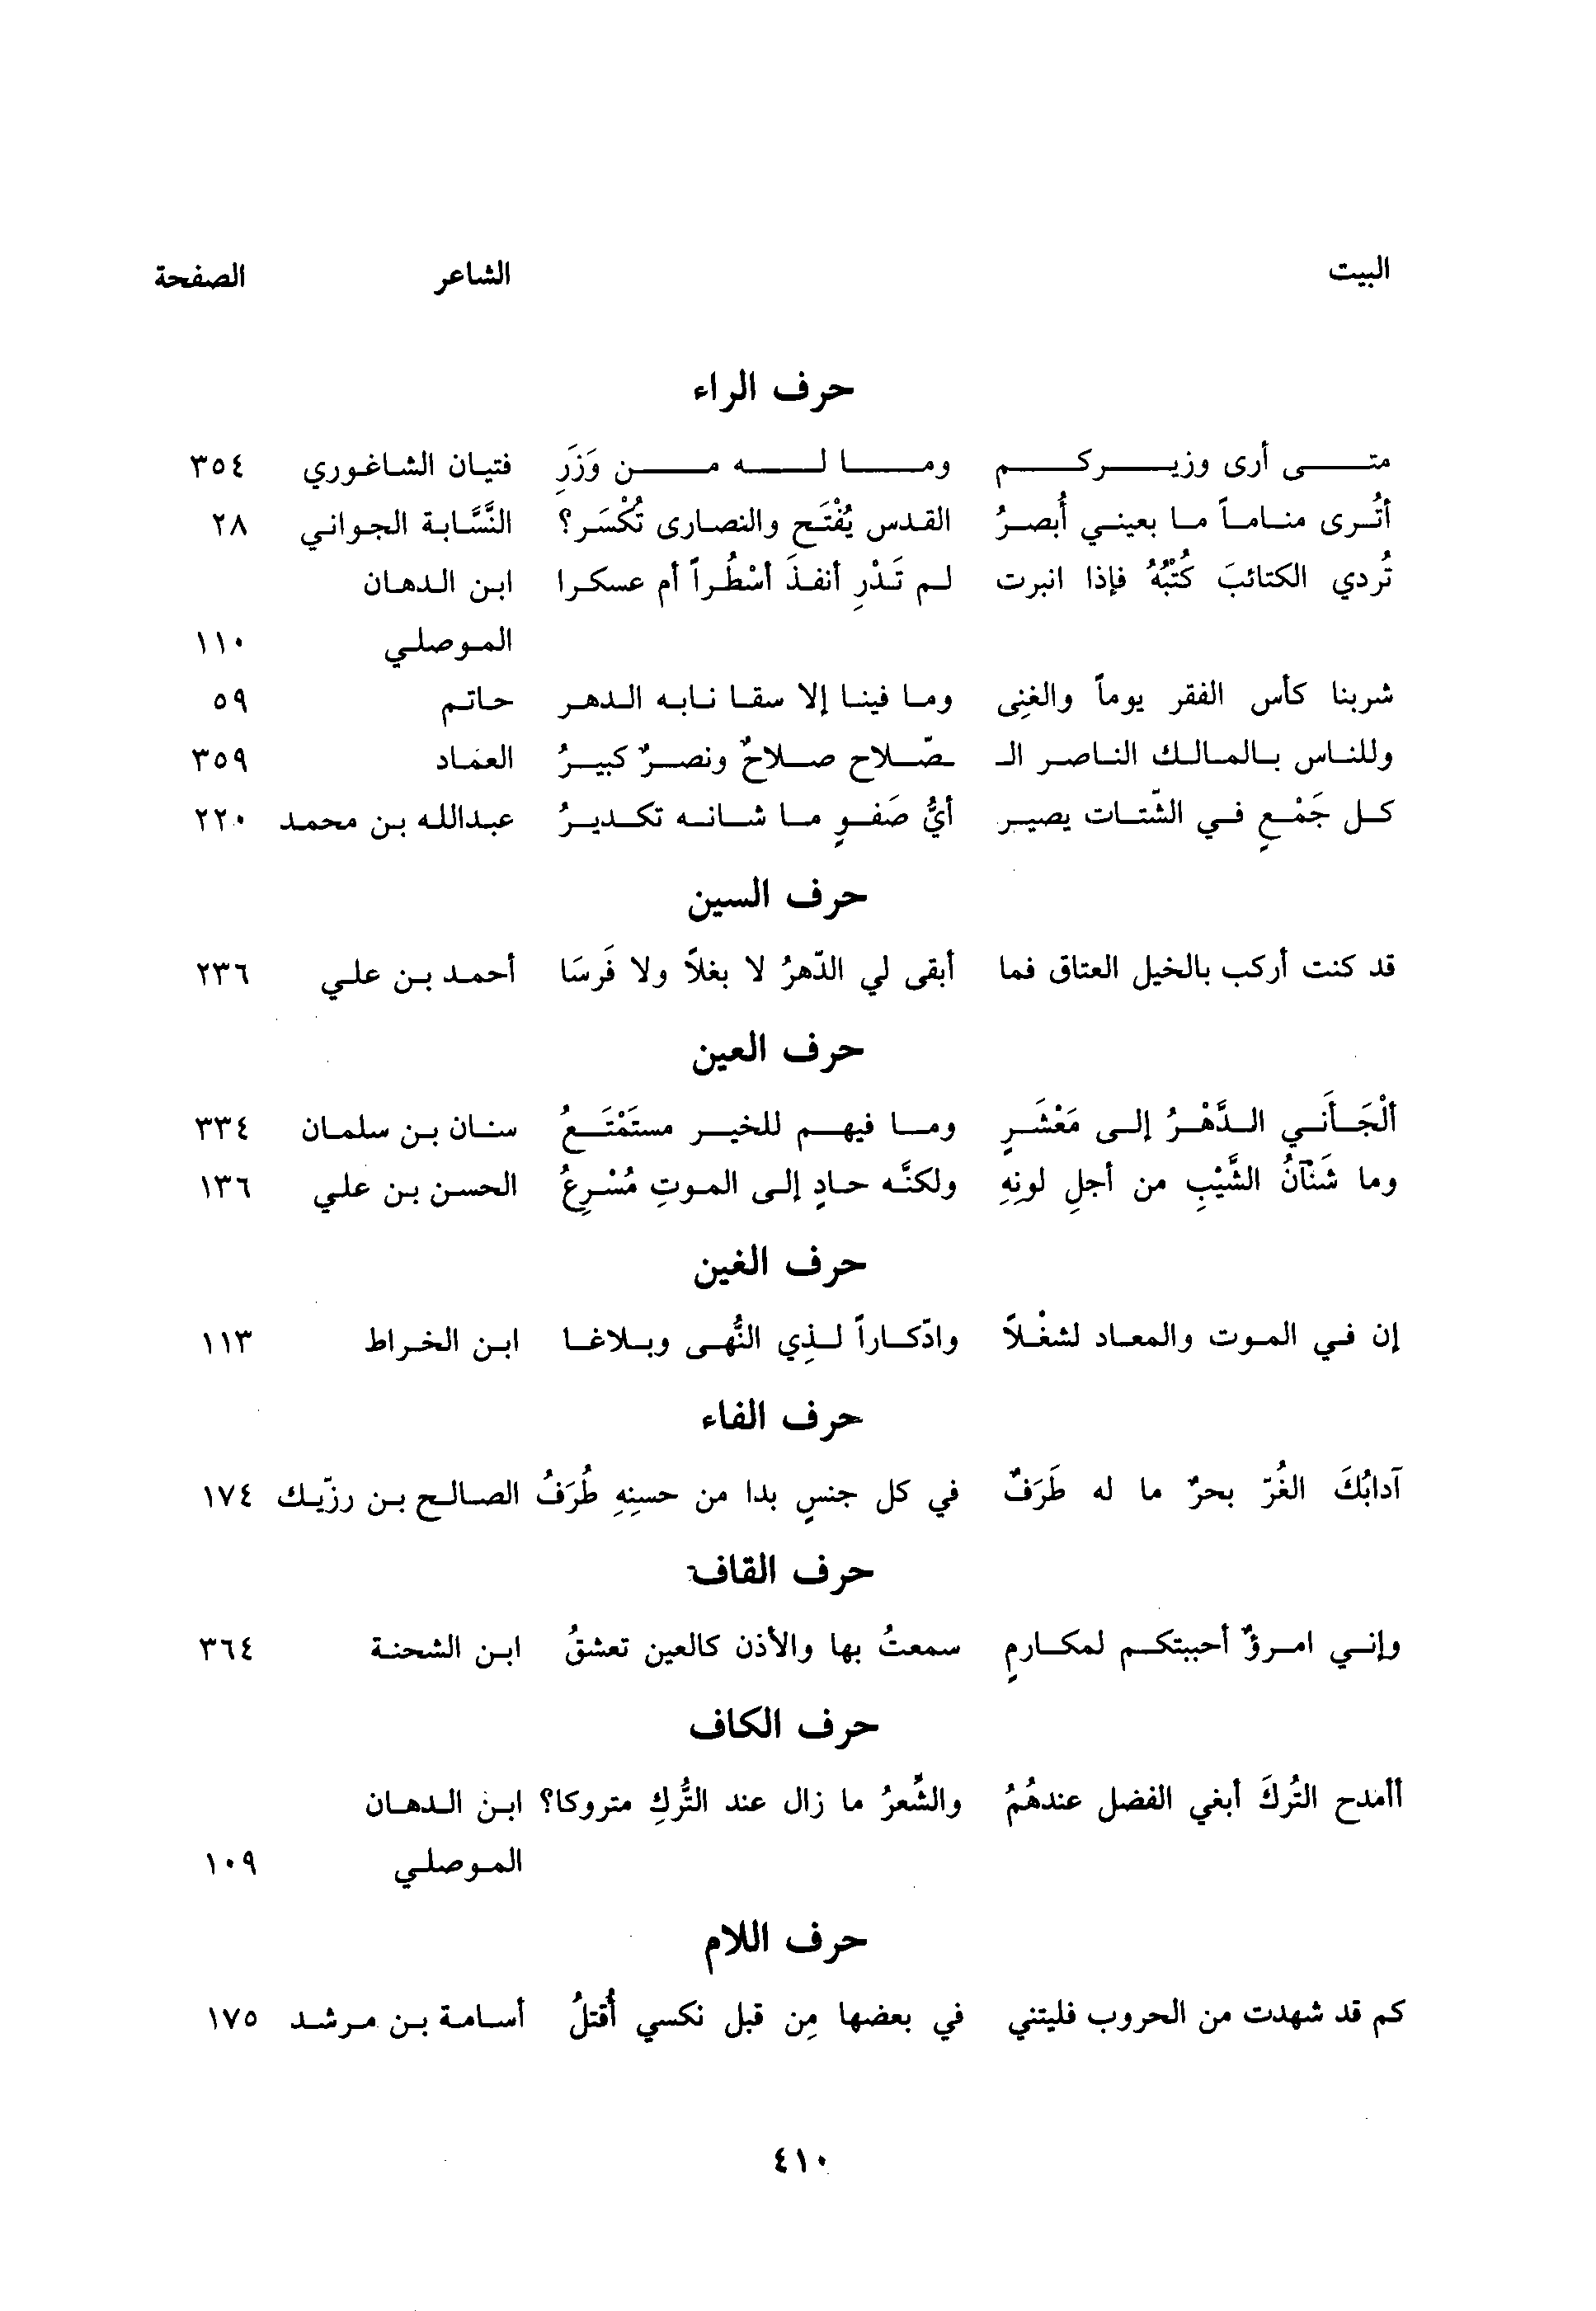 البيت الشاعر الصفحة
حرف الراء
متى أرى وزيركم وما له من وَزَرِ فتيان الشاغوري ٣٥٤
أتُرى مناماً ما بعيني أُبصرُ القدس يُفْتَح والنصارى تُكْسَر؟ النَّسَّابة الجواني ٢٨
تُردي الكتائبَ كُتْبُهُ فإذا انبرت لم تَدْرِ أنفذَ أسْطُراً أم عسكرا ابن الدهان
الموصلي ١١٠
شربنا كأس الفقر يوماً والغنِى وما فينا إلا سقا نابه الدهر حاتم ٥٩
وللناس بالمالك الناصر الـ ـصّلاح صلاحٌ ونصرٌ كبيرُ العماد ٣٥٩
كل جَمْعٍ في الشّتات يصير أيُّ صَفوٍ ما شانه تكديرُ عبدالله بن محمد ٢٢٠
حرف السين
قد كنت أركب بالخيل العتاق فما أبقى لي الدّهرُ لا بغلاً ولا فَرسَا أحمد بن علي ٢٣٦
حرف العين
ألْجَأَني الدَّهْرُ إلى مَعْشَرٍ وما فيهم للخير مستَمْتَعُ سنان بن سلمان ٣٣٤
وما شَنَآنُ الشَّيْبِ من أجلِ لونِهِ ولكنَّه حادٍ إلى الموتِ مُسْرِعُ الحسن بن علي ١٣٦
حرف الغين
إن في الموت والمعاد لشغْلاً وادّكاراً لذِي النُّهى وبلاغا ابن الخراط ١١٣
حرف الفاء
آدابُكَ الغُرّ بحرٌ ما له طَرَفٌ في كل جنسٍ بدا من حسنِهِ طُرَفُ الصالح بن رزّيك ١٧٤
حرف القاف
وإني امرؤٌ أحببتكم لمكارمٍ سمعتُ بها والأذن كالعين تعشقُ ابن الشحنة ٣٦٤
حرف الكاف
أأمدح التُركَ أبغي الفضل عندهُمُ والشِّعرُ ما زال عند التُّركِ متروكا؟ ابن الدهان
الموصلي ١٠٩
حرف اللام
كم قد شهدت من الحروب فليتني في بعضها مِن قبل نكسي أُقتلُ أسامة بن مرشد ١٧٥
٤١٠